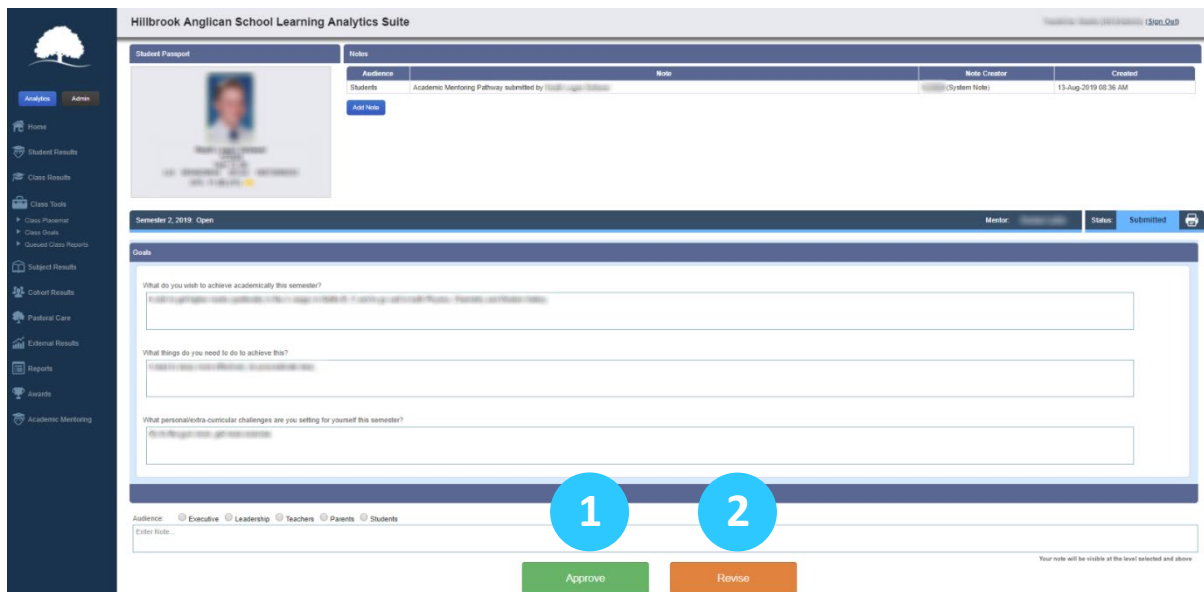 Hillbrook Anglican School Learning Analytics Suite
(Sign Out)
Analytics Admin
Home
Student Results
Class Results
Class Tools
Class Placemat
Class Goals
Queued Class Reports
Subject Results
Cohort Results
Pastoral Care
External Results
Reports
Awards
Academic Mentoring
Student Passport
Notes
Audience Note Note Creator Created
Students Academic Mentoring Pathway submitted by (System Note) 13-Aug-2019 08:36 AM
Add Note
Semester 2, 2019: Open Mentor: Status: Submitted
Goals
What do you wish to achieve academically this semester?
What things do you need to do to achieve this?
What personal/extra-curricular challenges are you setting for yourself this semester?
1 2
Audience: Executive Leadership Teachers Parents Students
Enter Note...
Your note will be visible at the level selected and above
Approve Revise